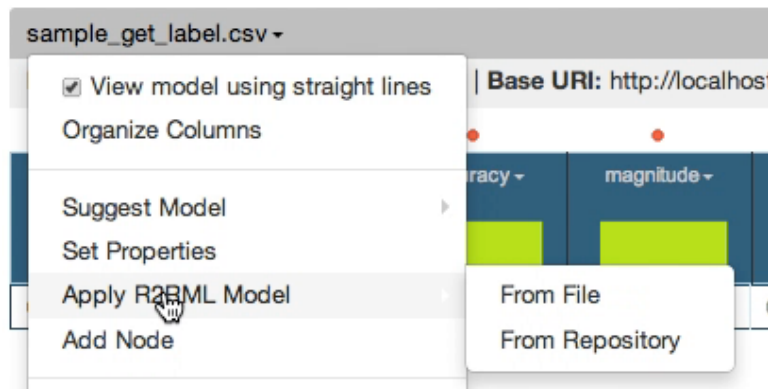 sample_get_label.csv
View model using straight lines
| Base URI: http://localhost
Organize Columns
racy
magnitude
Suggest Model
Set Properties
Apply R2RML Model
From File
Add Node
From Repository